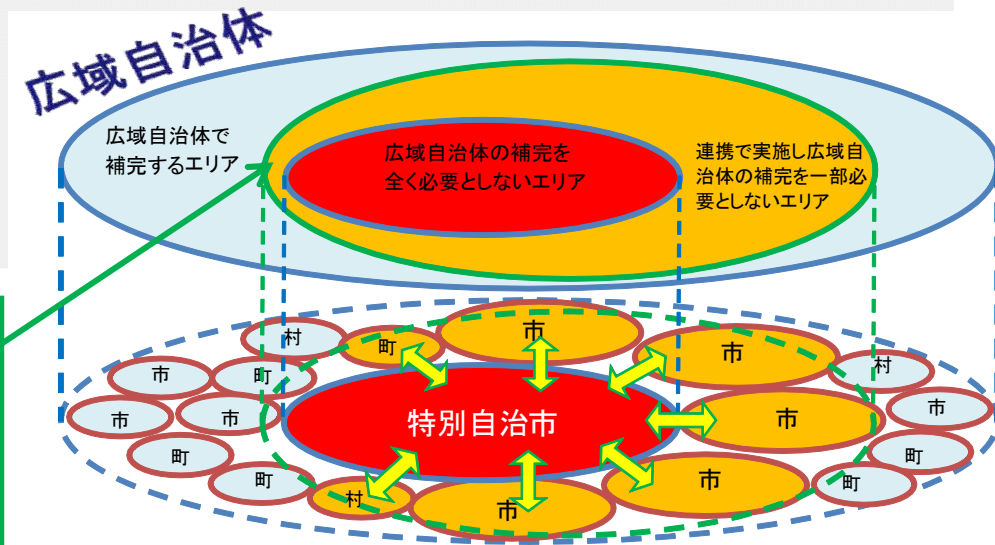 広域自治体
広域自治体で
補完するエリア
広域自治体の補完を
全く必要としないエリア
連携で実施し広域自
治体の補完を一部必
要としないエリア
村
町
市
市
村
市
町
市
市
市
特別自治市
市
市
町
町
町
村
市
市
町